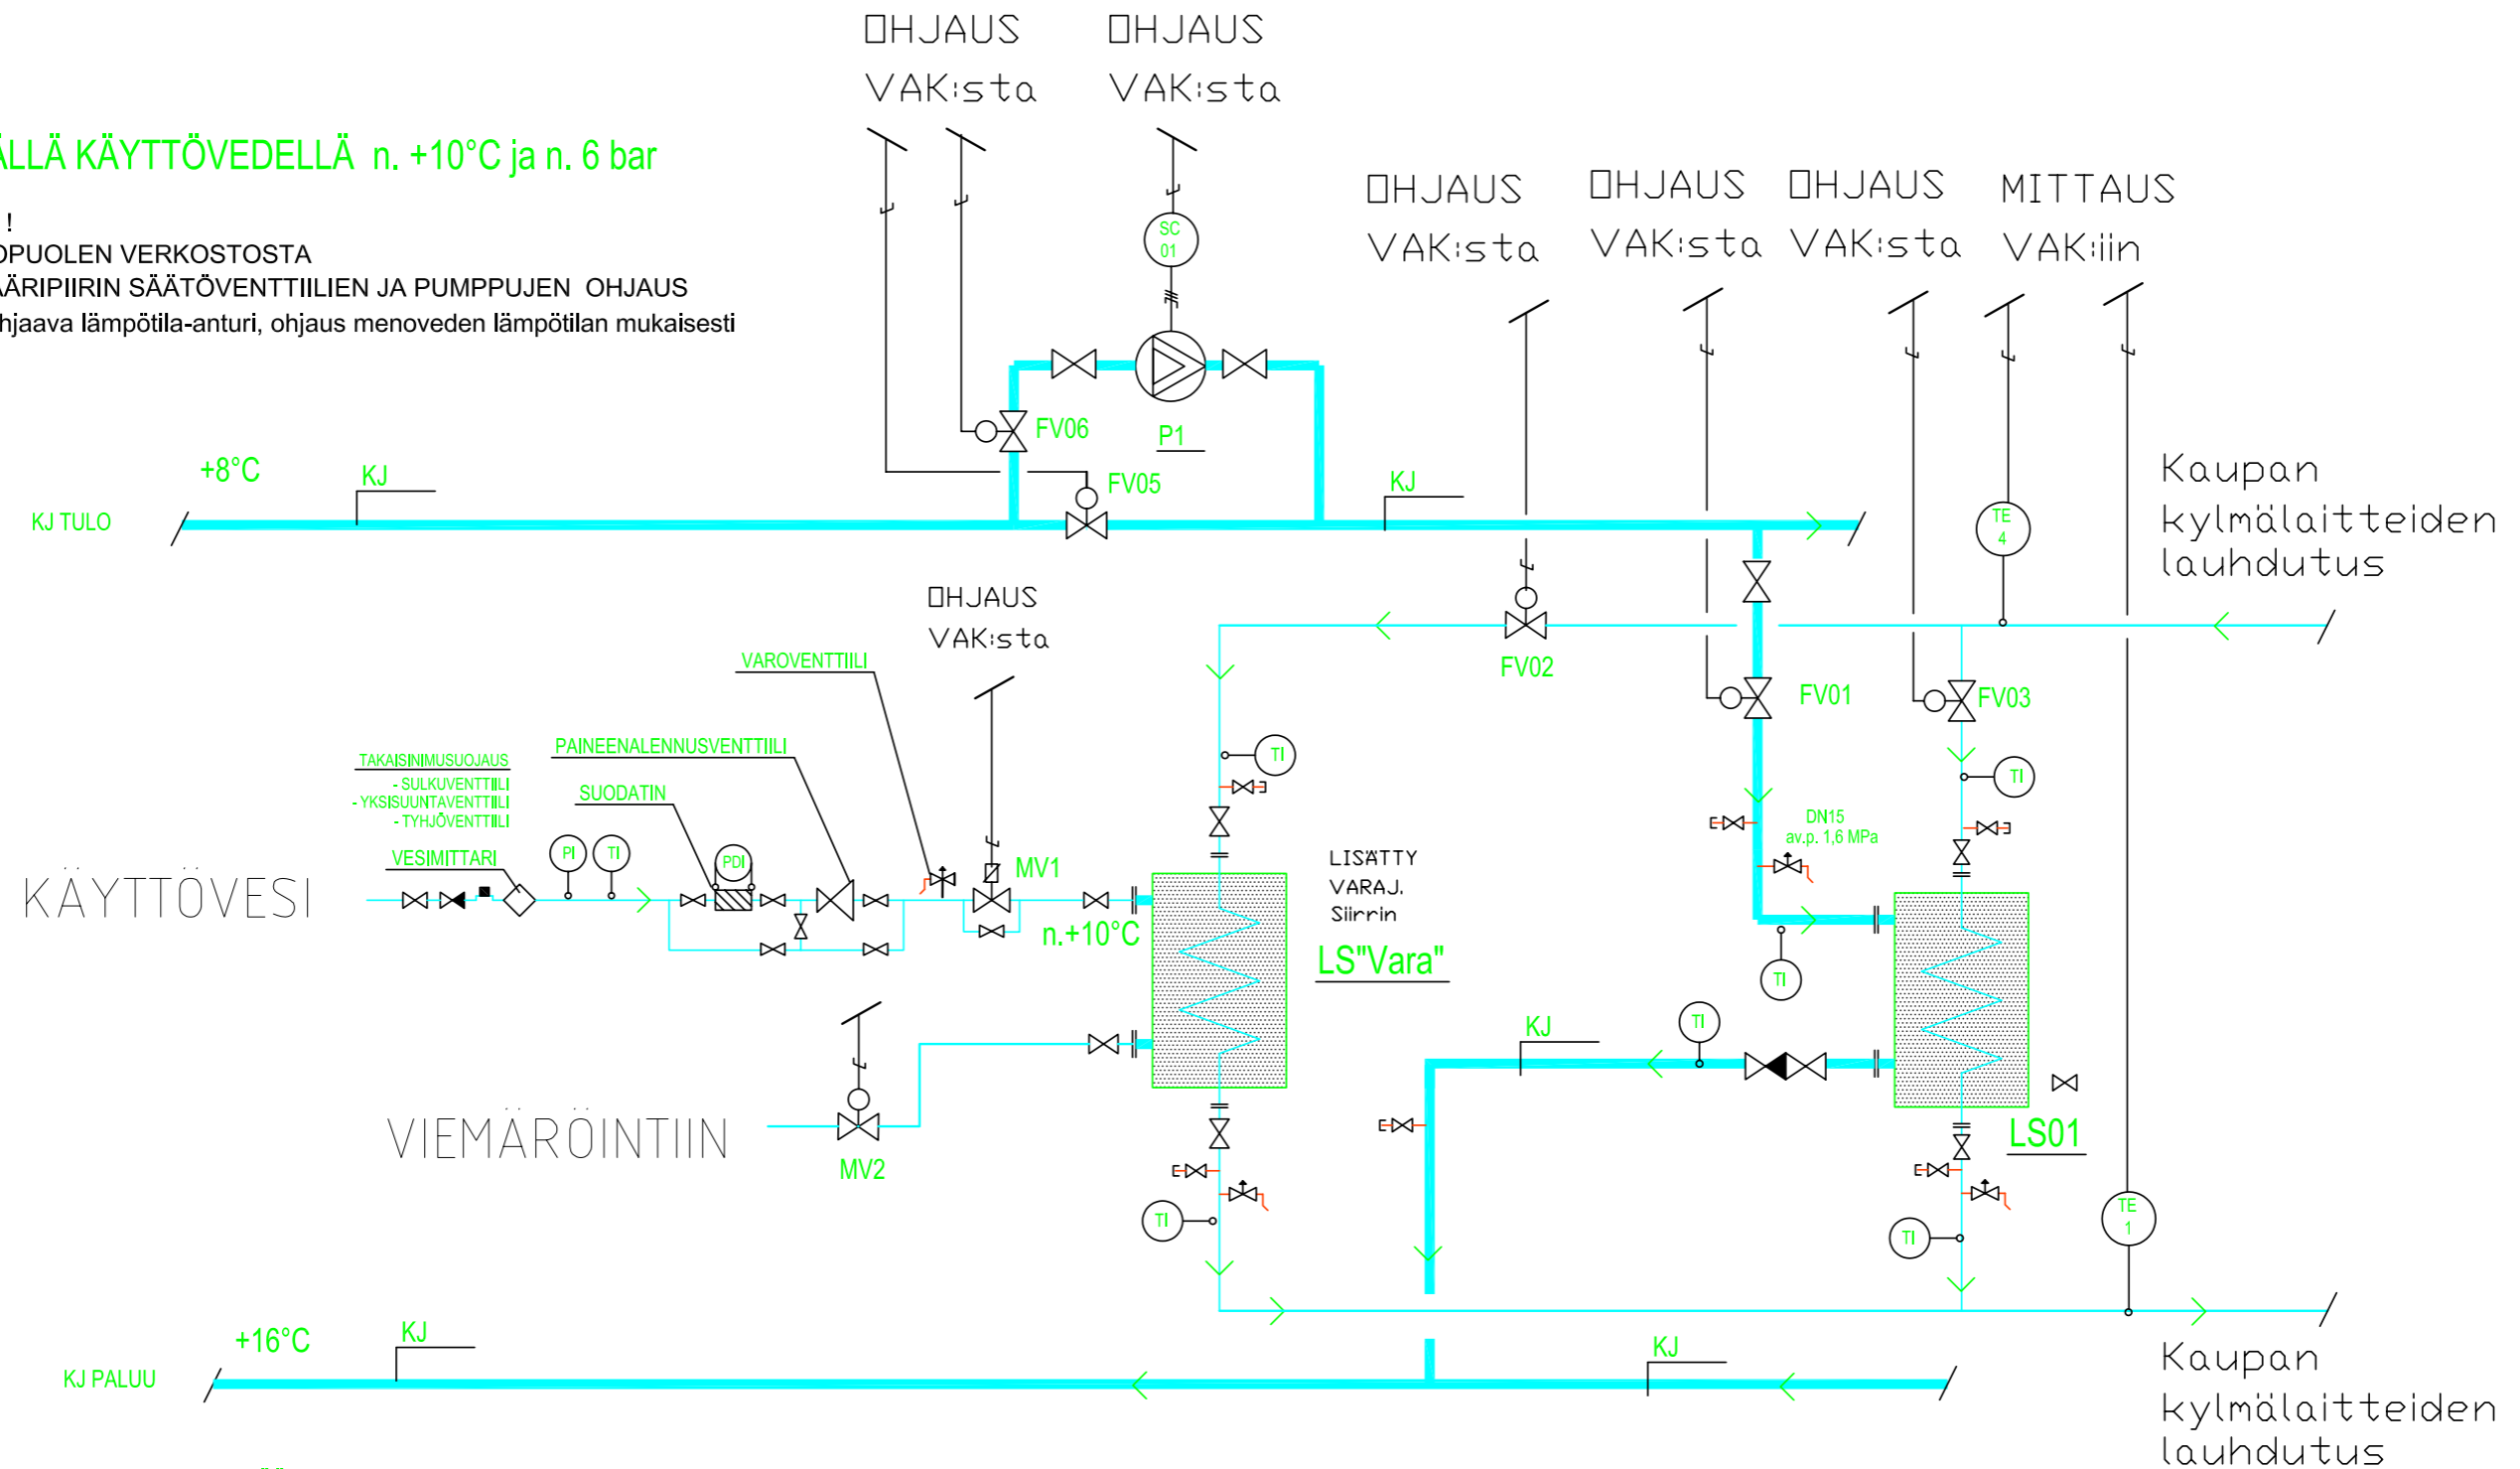 OHJAUS
VAK:sta
OHJAUS
VAK:sta
ÄLLÄ KÄYTTÖVEDELLÄ n. +10°C ja n. 6 bar
!
OPUOLEN VERKOSTOSTA
ÄÄRIPIIRIN SÄÄTÖVENTTIILIEN JA PUMPPUJEN OHJAUS
hjaava lämpötila-anturi, ohjaus menoveden lämpötilan mukaisesti
OHJAUS
VAK:sta
OHJAUS
VAK:sta
OHJAUS
VAK:sta
MITTAUS
VAK:iin
SC
01
FV06
P1
+8°C
KJ
FV05
KJ
KJ TULO
TE
4
Kaupan
kylmälaitteiden
lauhdutus
OHJAUS
VAK:sta
VAROVENTTIILI
FV02
FV01
FV03
TAKAISINIMUSUOJAUS
- SULKUVENTTIILI
- YKSISUUNTAVENTTIILI
- TYHJÖVENTTIILI
PAINEENALENNUSVENTTIILI
SUODATIN
TI
TI
DN15
av.p. 1,6 MPa
VESIMITTARI
PI
TI
PDI
MV1
KÄYTTÖVESI
n.+10°C
LISÄTTY
VARAJ.
Siirrin
LS"Vara"
TI
TI
KJ
VIEMÄRÖINTIIN
MV2
LS01
TI
TI
TE
1
+16°C
KJ
KJ
KJ PALUU
Kaupan
kylmälaitteiden
lauhdutus